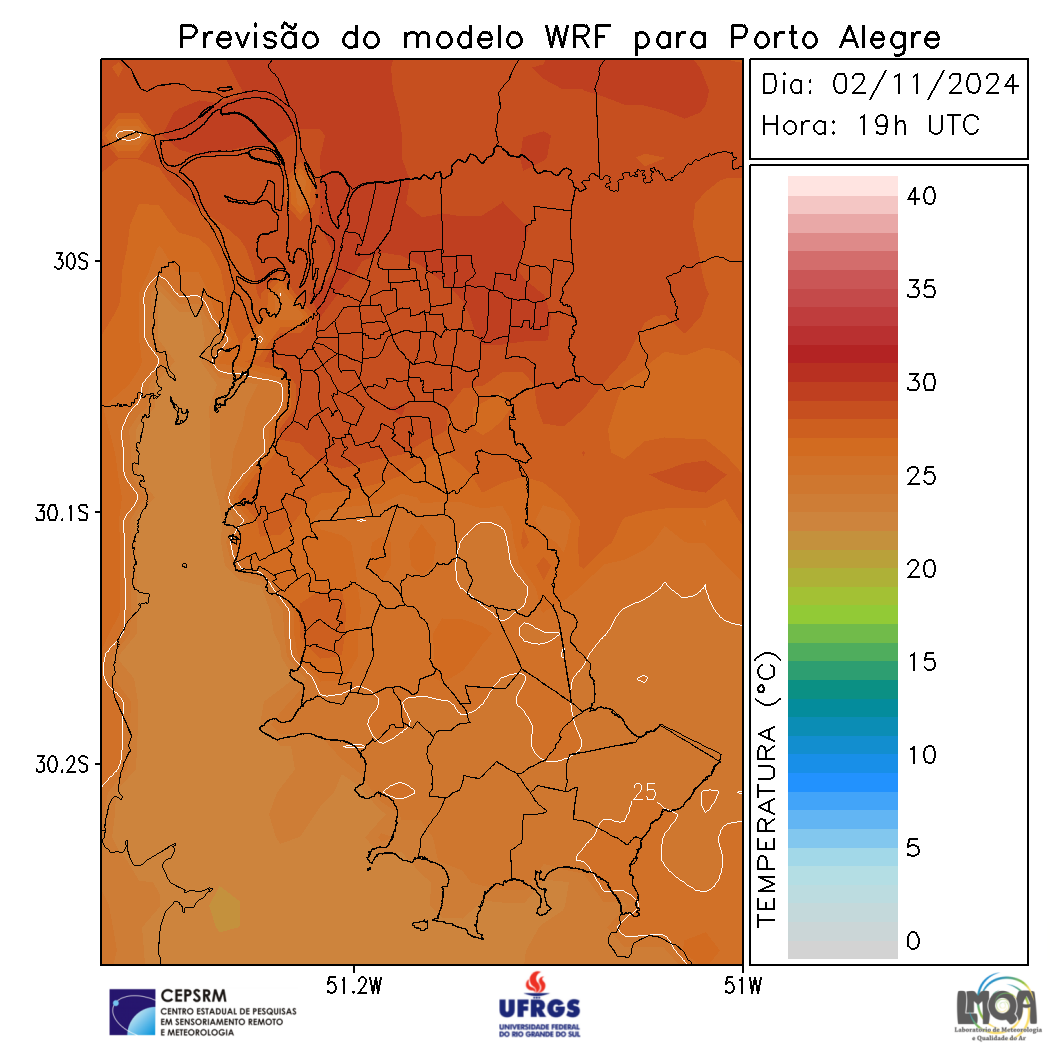 Previsão do modelo WRF para Porto Alegre
Dia: 02/11/2024
Hora: 19h UTC
40
35
30
25
20
15
10
5
0
TEMPERATURA (°C)
30S
30.1S
30.2S
25
51.2W
51W
CEPSRM
CENTRO ESTADUAL DE PESQUISAS
EM SENSORIAMENTO REMOTO
E METEOROLOGIA
UFRGS
UNIVERSIDADE FEDERAL
DO RIO GRANDE DO SUL
LMQA
Laboratório de Meteorologia
e Qualidade do Ar